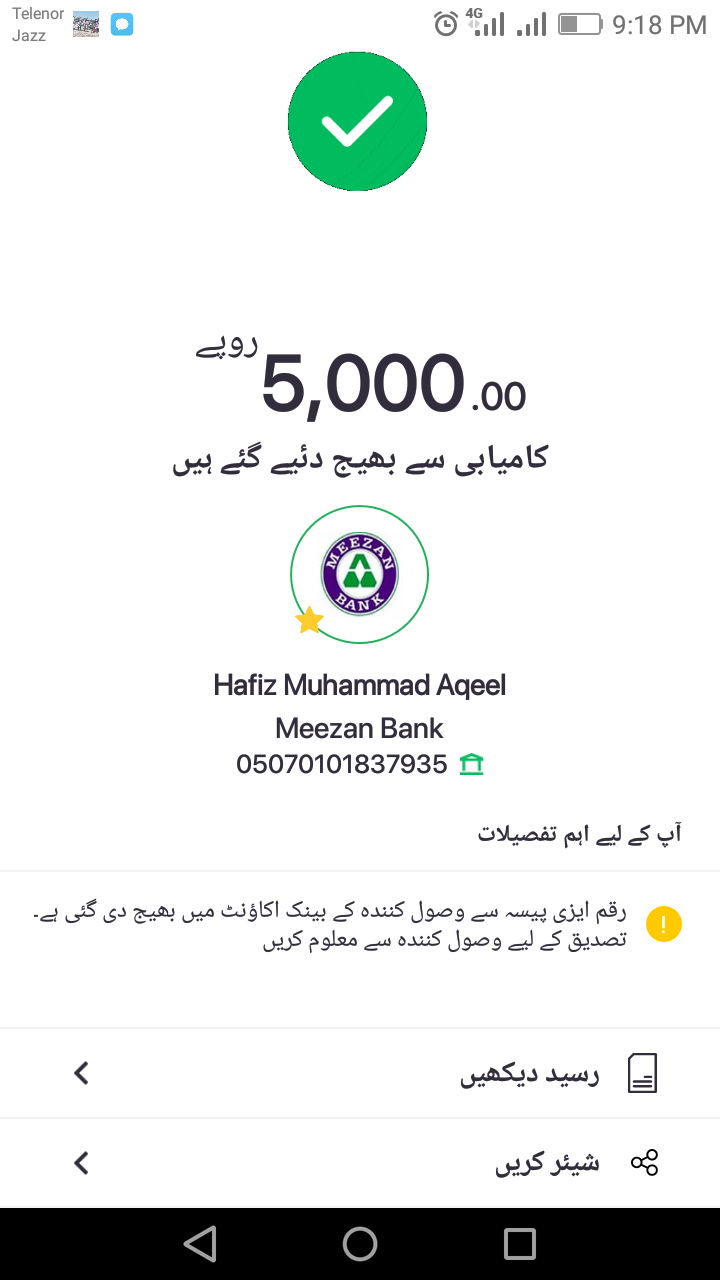 Telenor
Jazz
4G
9:18 PM
روپے
5,000.00
کامیابی سے بھیج دئیے گئے ہیں
MEEZAN
BANK
Hafiz Muhammad Aqeel
Meezan Bank
05070101837935
آپ کے لیے اہم تفصیلات
رقم ایزی پیسہ سے وصول کنندہ کے بینک اکاؤنٹ میں بھیج دی گئی ہے۔
تصدیق کے لیے وصول کنندہ سے معلوم کریں
رسید دیکھیں
شیئر کریں